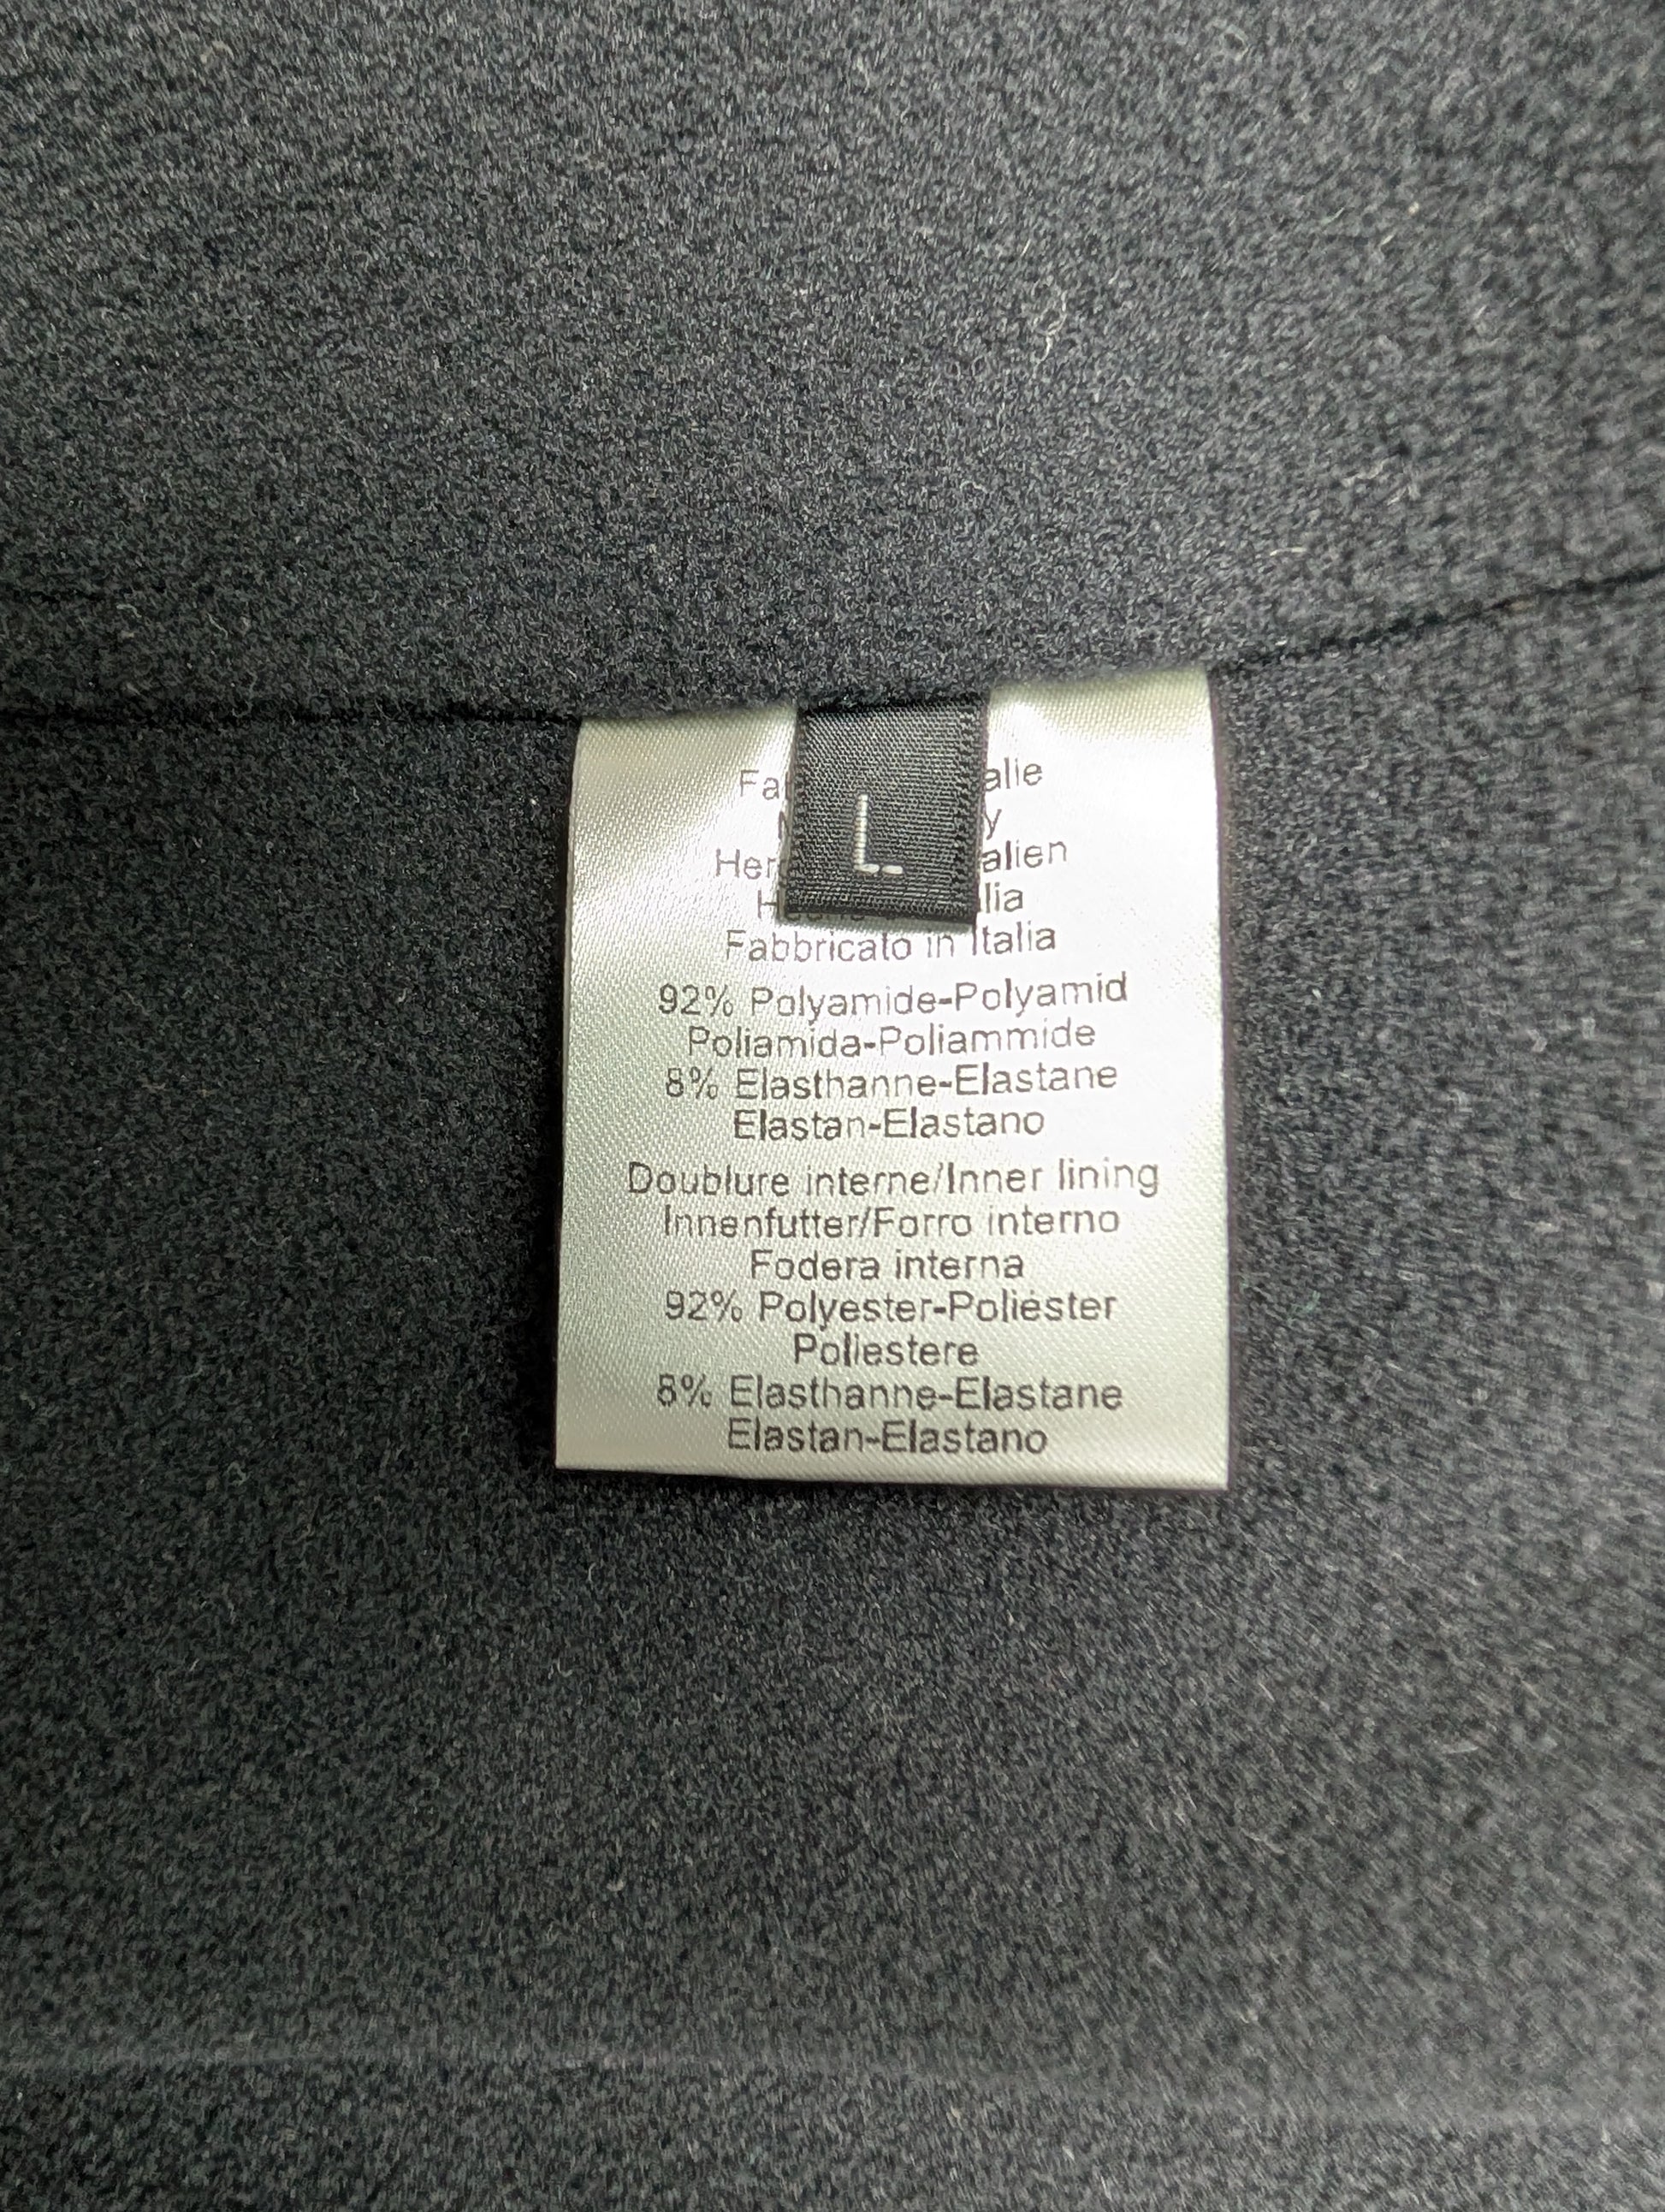 L
Fabbricato in Italia
92% Polyamide-Polyamid
Poliamida-Poliammide
8% Elasthanne-Elastane
Elastan-Elastano
Doublure interne/Inner lining
Innenfutter/Forro interno
Fodera interna
92% Polyester-Poliéster
Poliestere
8% Elasthanne-Elastane
Elastan-Elastano